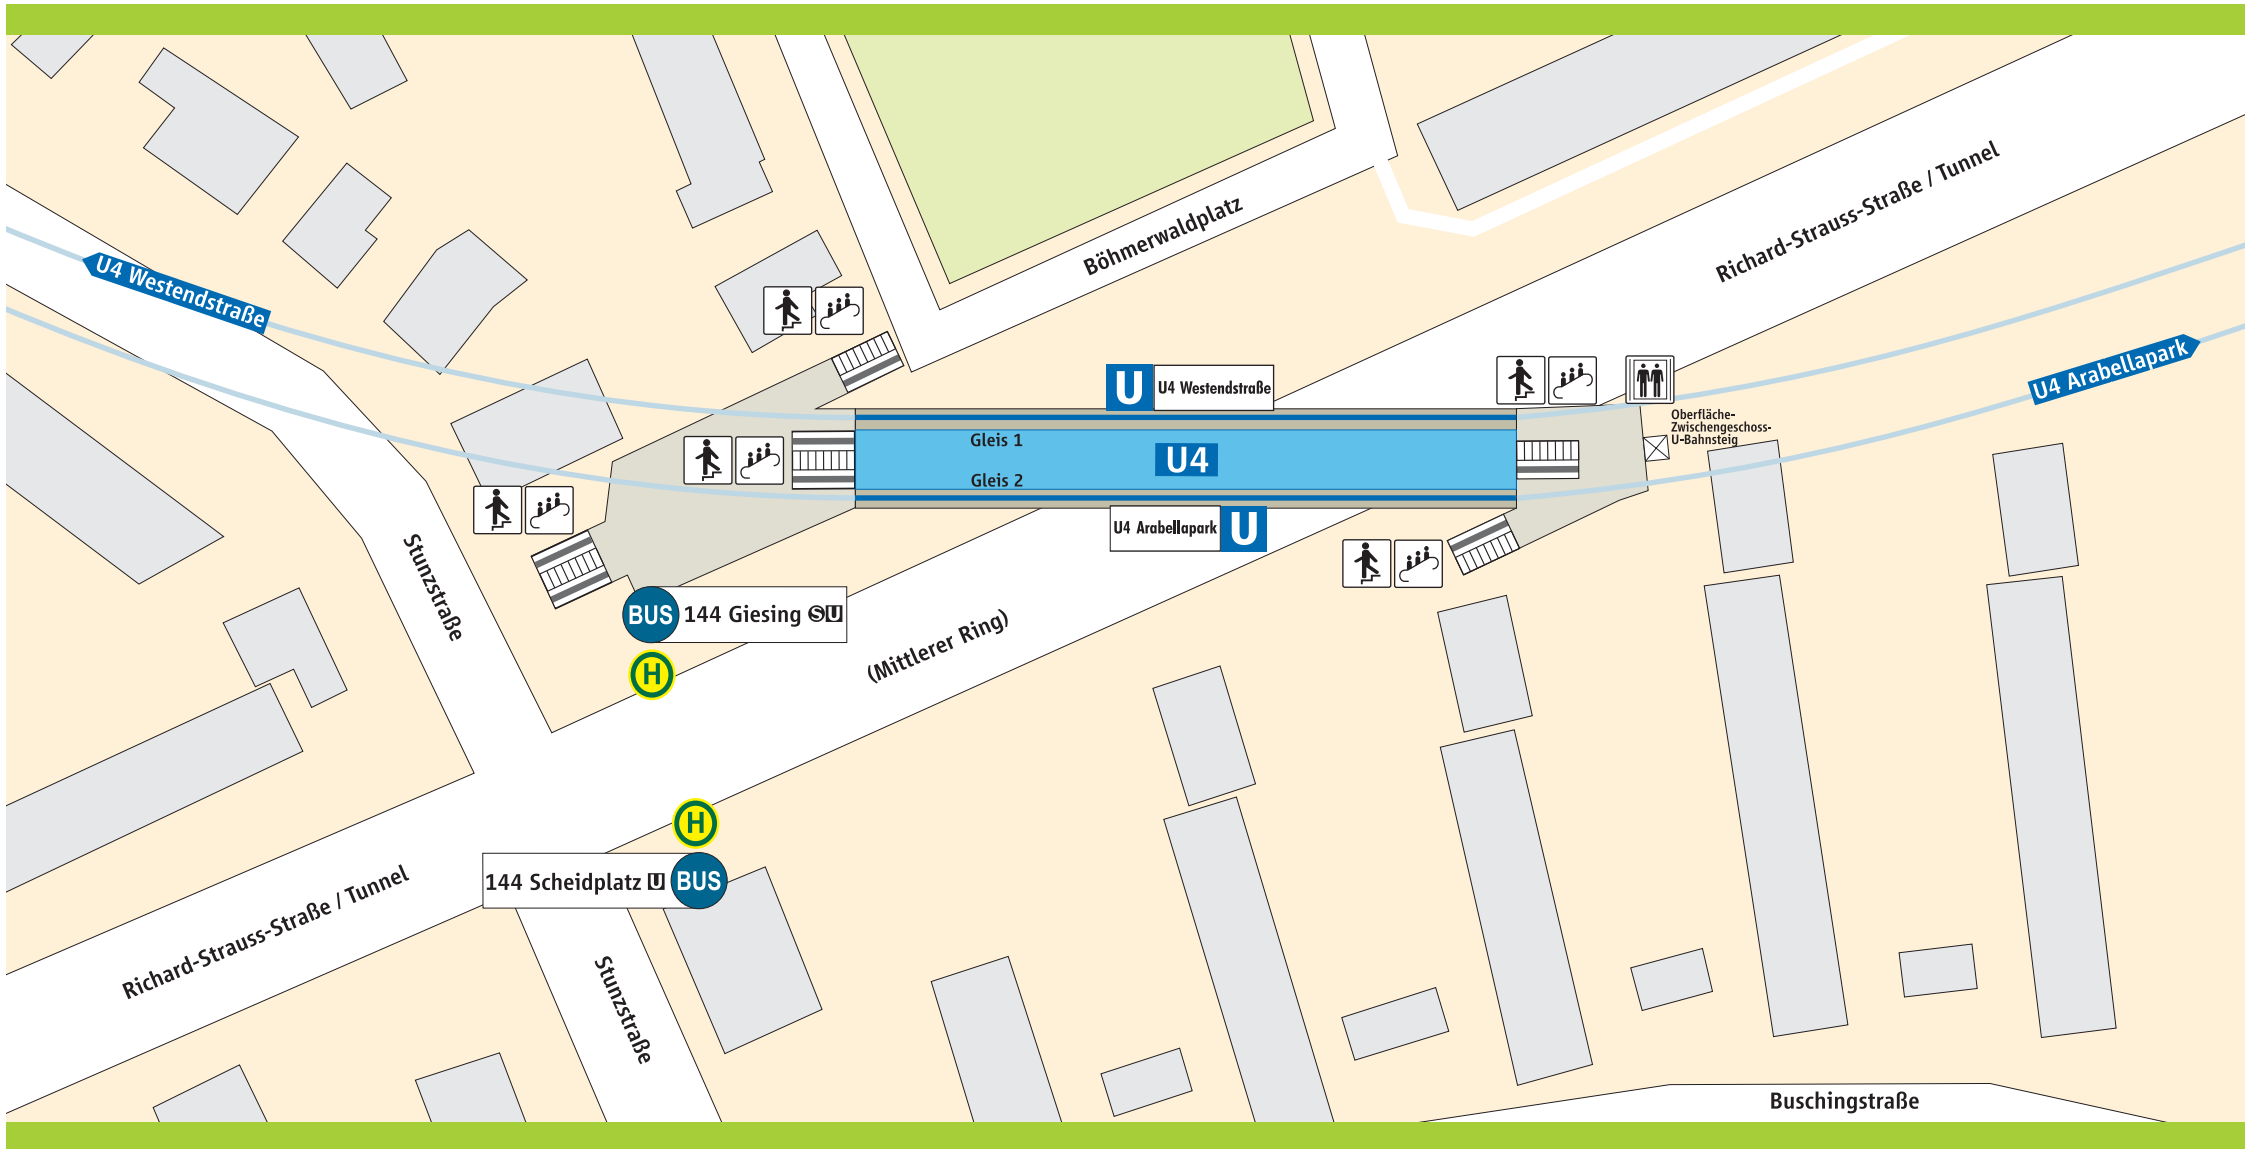 Richard-Strauss-Straße / Tunnel
Böhmerwaldplatz
U4 Westendstraße
U4 Arabellapark
U U4 Westendstraße
Oberfläche-
Zwischengeschoss-
U-Bahnsteig
Gleis 1
U4
Gleis 2
U4 Arabellapark U
Stunzstraße
BUS 144 Giesing S U
H
(Mittlerer Ring)
H
144 Scheidplatz U BUS
Richard-Strauss-Straße / Tunnel
Stunzstraße
Buschingstraße